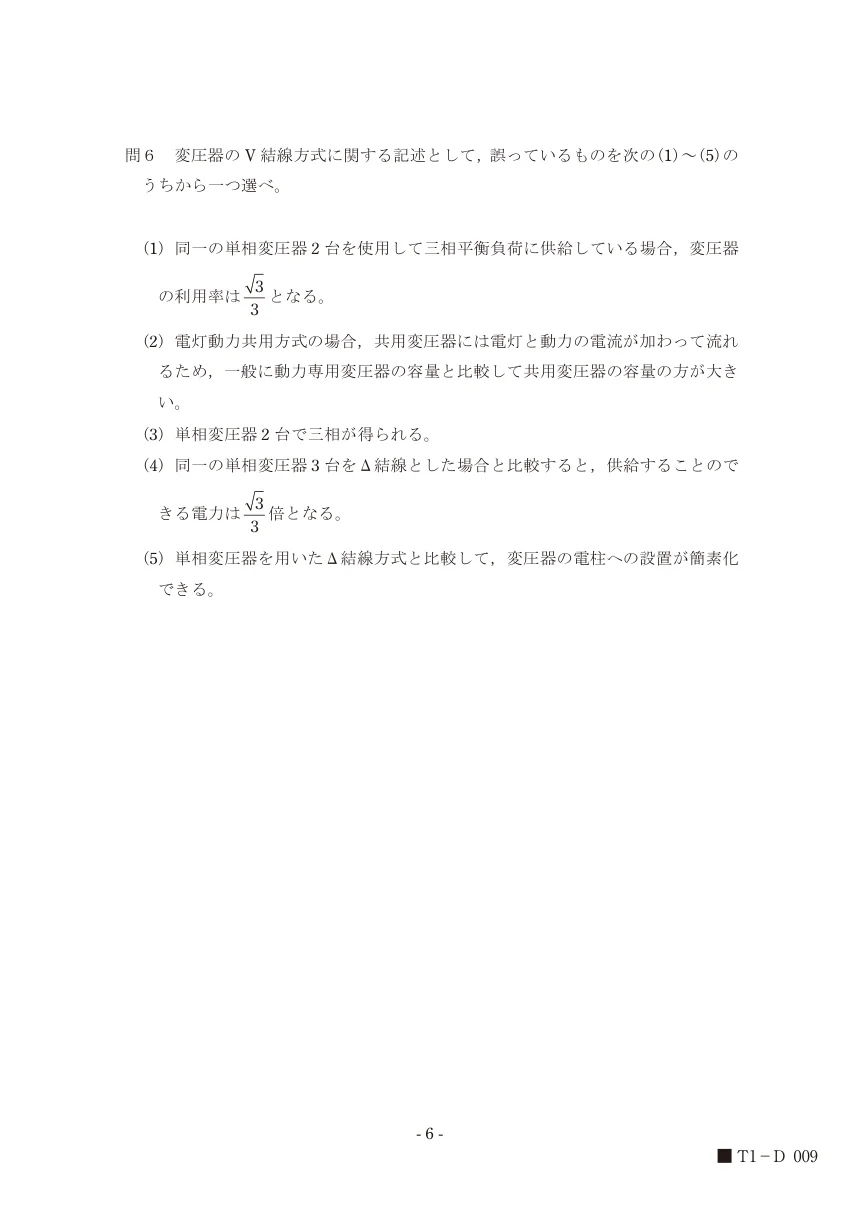 問6　変圧器の V 結線方式に関する記述として，誤っているものを次の(1)～(5)の
うちから一つ選べ。
(1) 同一の単相変圧器 2 台を使用して三相平衡負荷に供給している場合，変圧器
の利用率は √3/3 となる。
(2) 電灯動力共用方式の場合，共用変圧器には電灯と動力の電流が加わって流れ
るため，一般に動力専用変圧器の容量と比較して共用変圧器の容量の方が大き
い。
(3) 単相変圧器 2 台で三相が得られる。
(4) 同一の単相変圧器 3 台を Δ 結線とした場合と比較すると，供給することので
きる電力は √3/3 倍となる。
(5) 単相変圧器を用いた Δ 結線方式と比較して，変圧器の電柱への設置が簡素化
できる。
- 6 -
■ T1－D 009